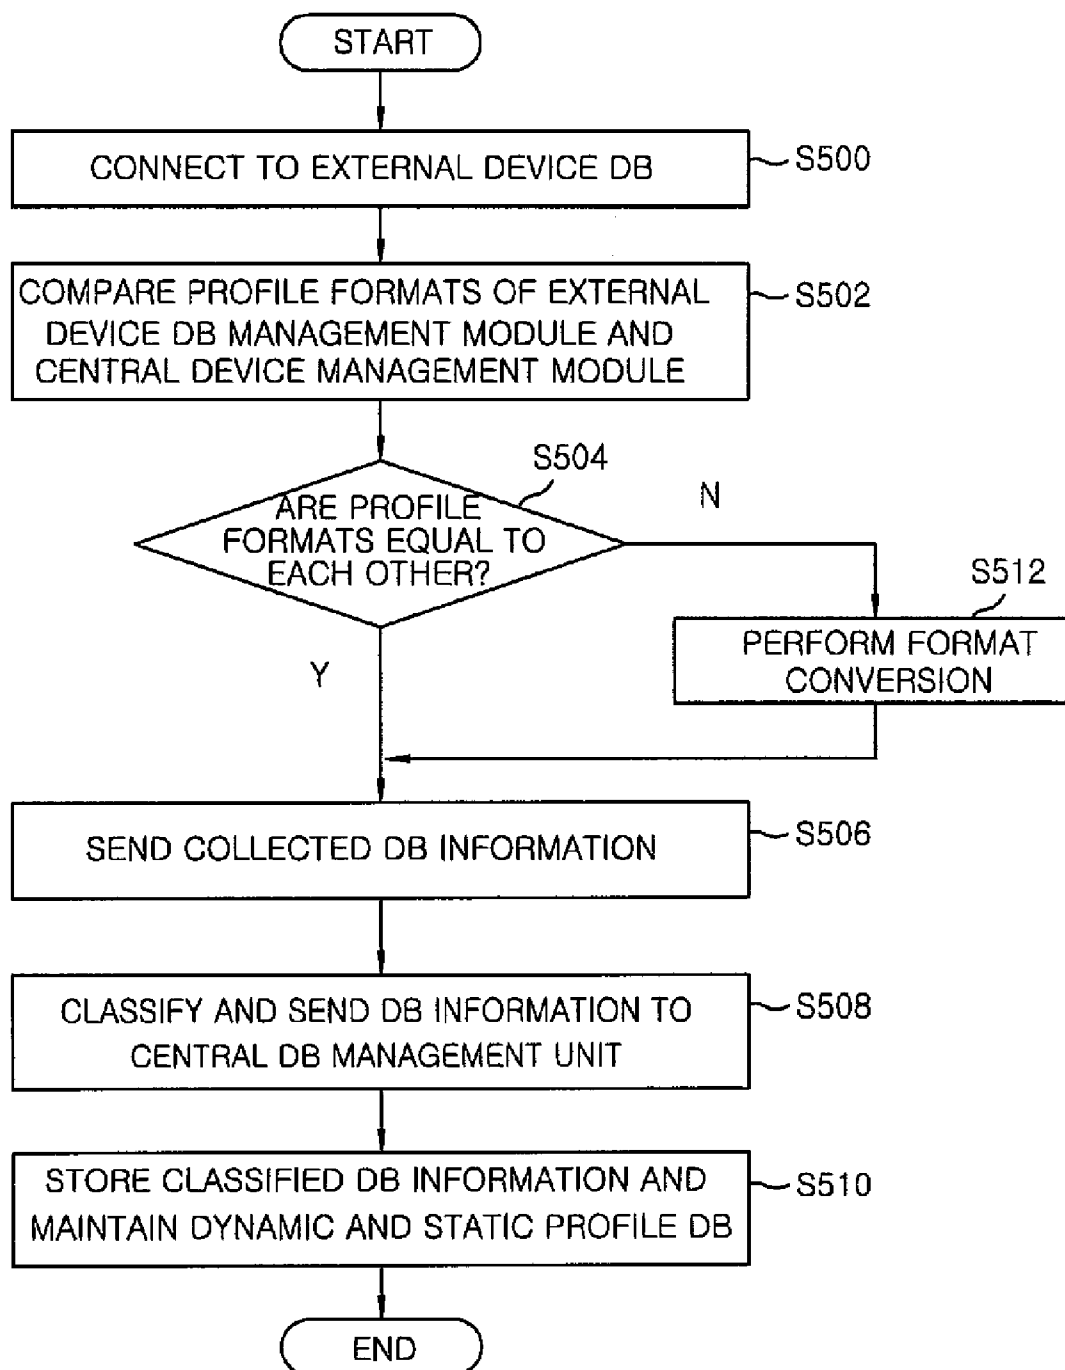 START
CONNECT TO EXTERNAL DEVICE DB
S500
COMPARE PROFILE FORMATS OF EXTERNAL
DEVICE DB MANAGEMENT MODULE AND
CENTRAL DEVICE MANAGEMENT MODULE
S502
S504
ARE PROFILE
FORMATS EQUAL TO
EACH OTHER?
N
S512
PERFORM FORMAT
CONVERSION
Y
SEND COLLECTED DB INFORMATION
S506
CLASSIFY AND SEND DB INFORMATION TO
CENTRAL DB MANAGEMENT UNIT
S508
STORE CLASSIFIED DB INFORMATION AND
MAINTAIN DYNAMIC AND STATIC PROFILE DB
S510
END